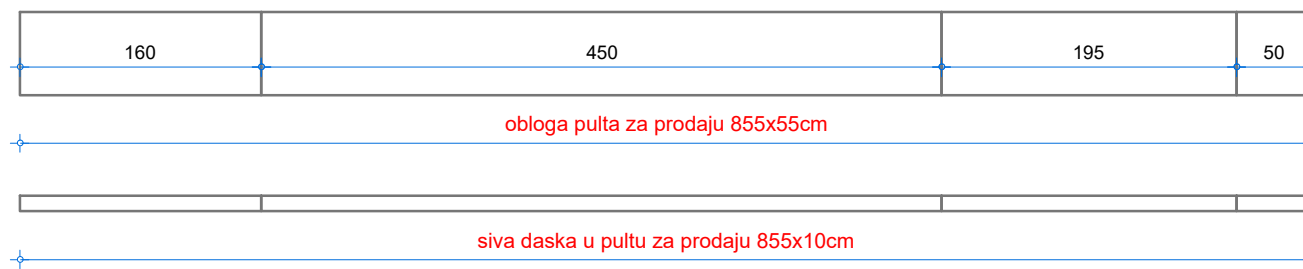 160 450 195 50
obloga pulta za prodaju 855x55cm
siva daska u pultu za prodaju 855x10cm